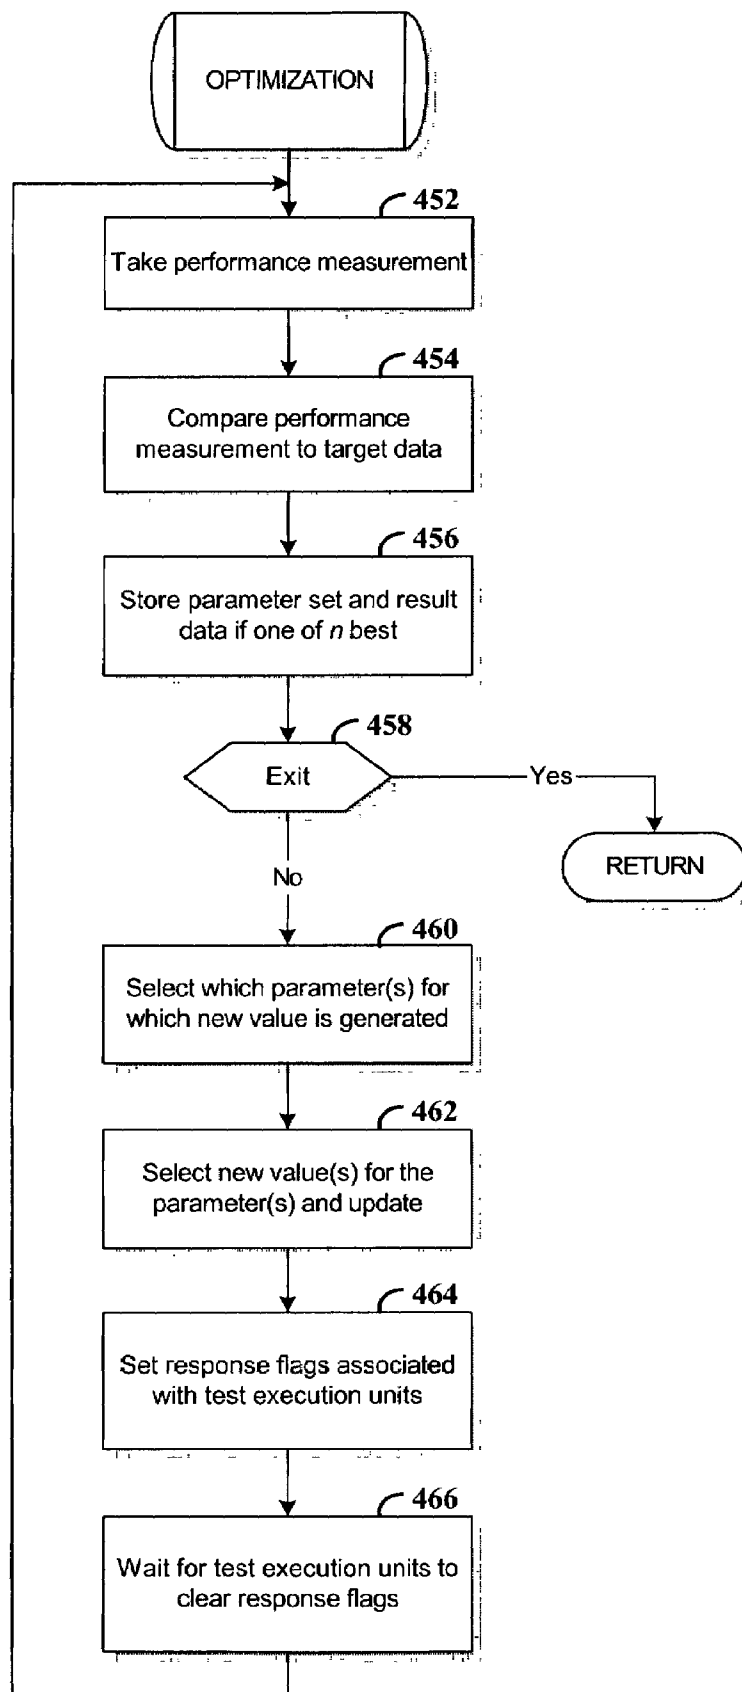 OPTIMIZATION
452
Take performance measurement
454
Compare performance
measurement to target data
456
Store parameter set and result
data if one of n best
458
Exit
Yes
RETURN
No
460
Select which parameter(s) for
which new value is generated
462
Select new value(s) for the
parameter(s) and update
464
Set response flags associated
with test execution units
466
Wait for test execution units to
clear response flags